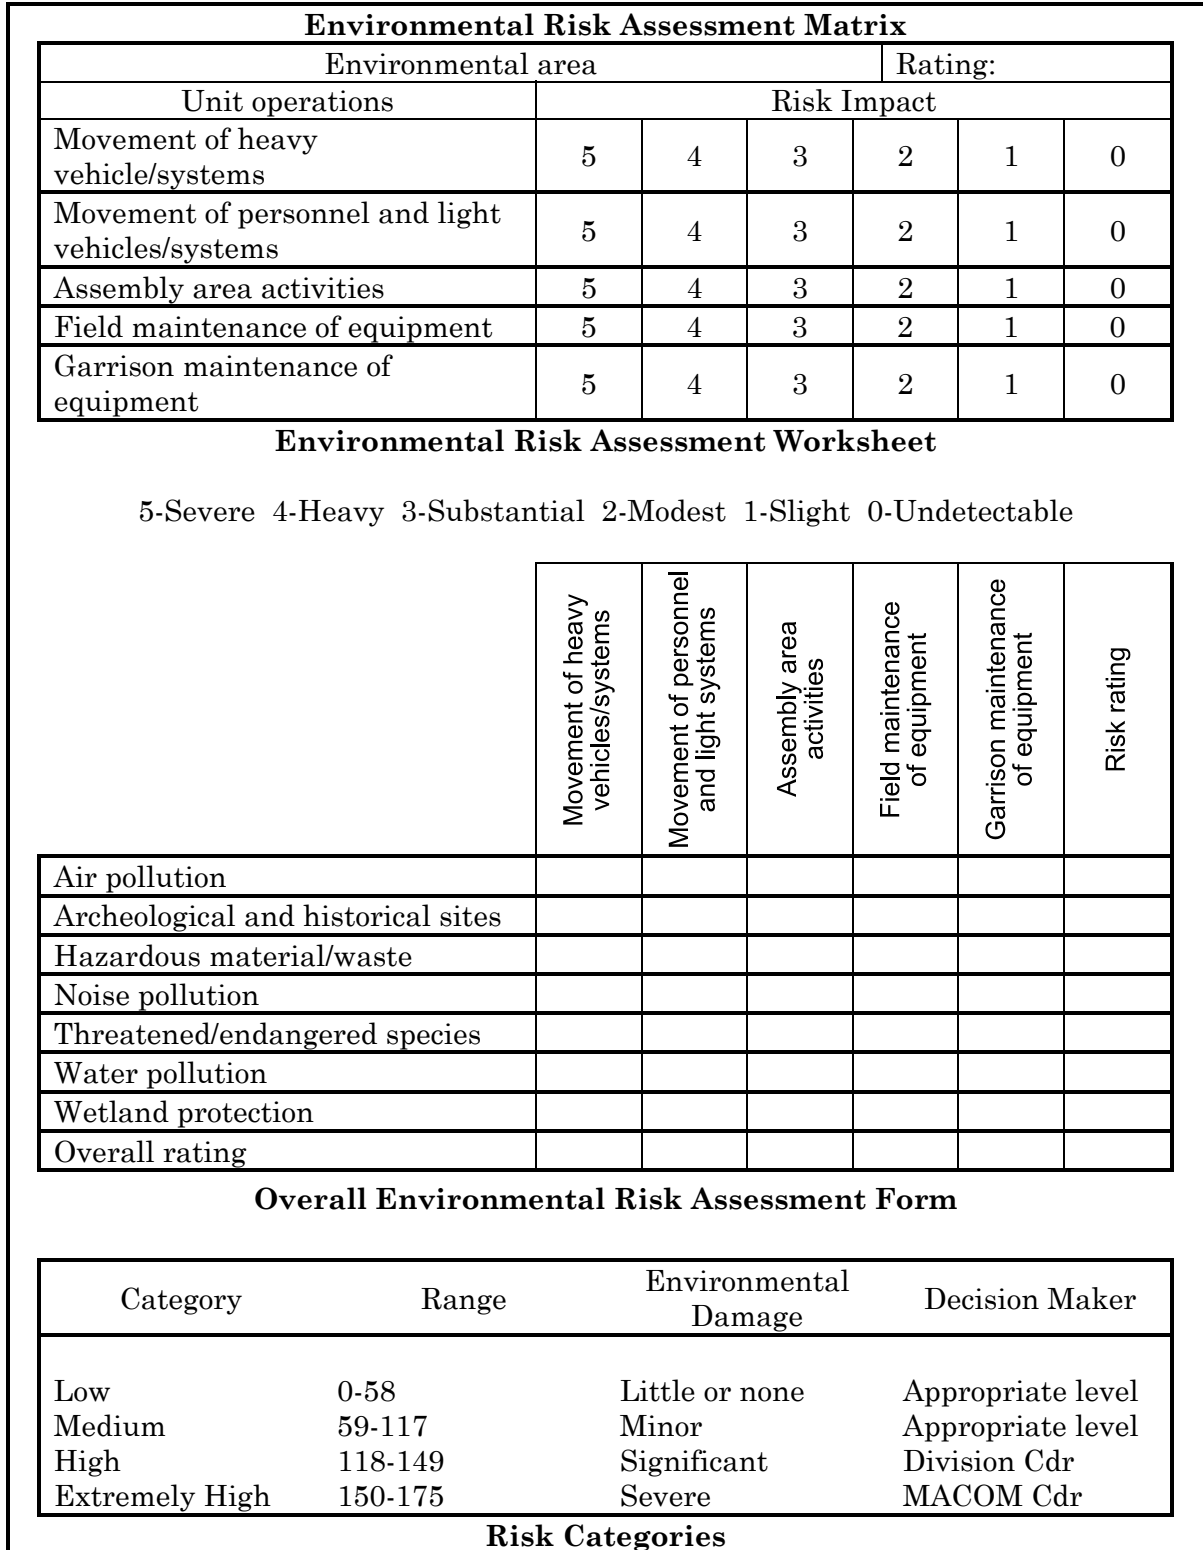 Environmental Risk Assessment Matrix
Environmental area Rating:
Unit operations Risk Impact
Movement of heavy
vehicle/systems 5 4 3 2 1 0
Movement of personnel and light
vehicles/systems 5 4 3 2 1 0
Assembly area activities 5 4 3 2 1 0
Field maintenance of equipment 5 4 3 2 1 0
Garrison maintenance of
equipment 5 4 3 2 1 0
Environmental Risk Assessment Worksheet
5-Severe 4-Heavy 3-Substantial 2-Modest 1-Slight 0-Undetectable
Movement of heavy
vehicles/systems
Movement of personnel
and light systems
Assembly area
activities
Field maintenance
of equipment
Garrison maintenance
of equipment
Risk rating
Air pollution
Archeological and historical sites
Hazardous material/waste
Noise pollution
Threatened/endangered species
Water pollution
Wetland protection
Overall rating
Overall Environmental Risk Assessment Form
Category Range Environmental
Damage Decision Maker
Low 0-58 Little or none Appropriate level
Medium 59-117 Minor Appropriate level
High 118-149 Significant Division Cdr
Extremely High 150-175 Severe MACOM Cdr
Risk Categories